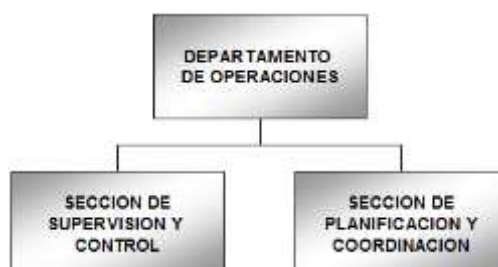 DEPARTAMENTO
DE OPERACIONES
SECCION DE
SUPERVISION Y
CONTROL
SECCION DE
PLANIFICACION Y
COORDINACION